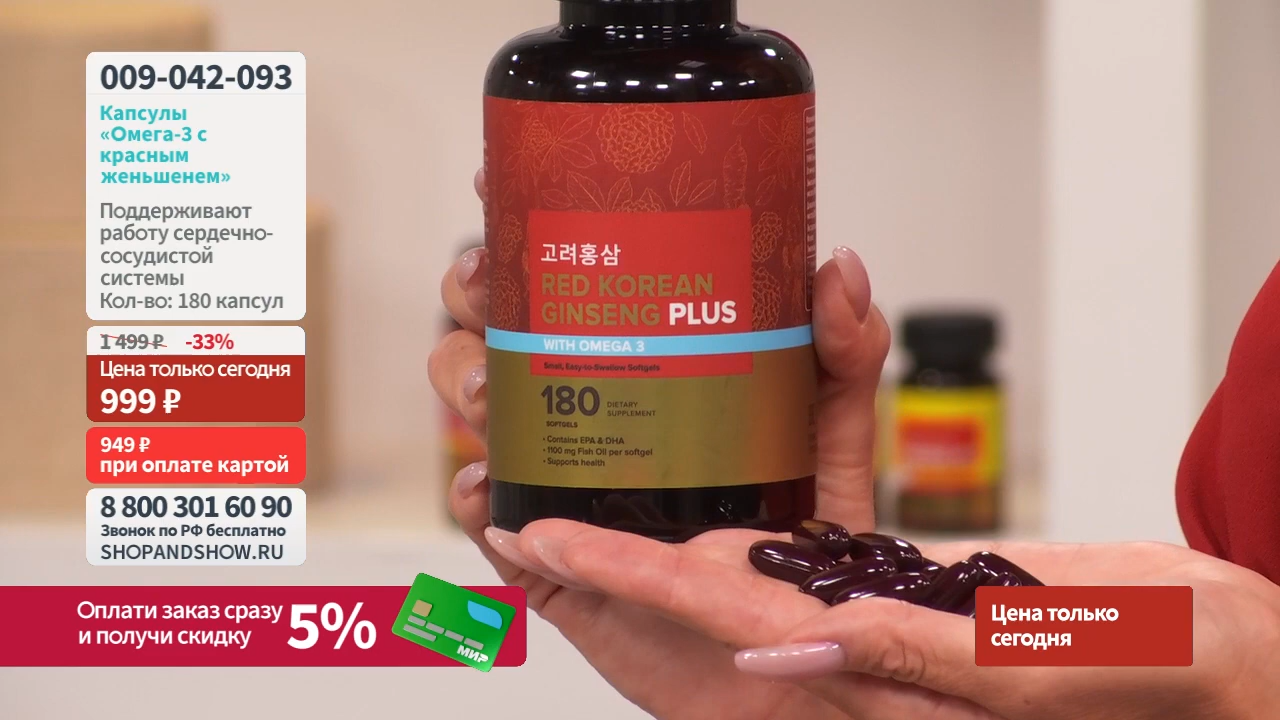 009-042-093
Капсулы
«Омега-3 с
красным
женьшенем»
Поддерживают
работу сердечно-
сосудистой
системы
Кол-во: 180 капсул
1 499 ₽ -33%
Цена только сегодня
999 ₽
949 ₽
при оплате картой
8 800 301 60 90
Звонок по РФ бесплатно
SHOPANDSHOW.RU
Оплати заказ сразу
и получи скидку
5%
МИР
고려홍삼
RED KOREAN
GINSENG PLUS
WITH OMEGA 3
Small, Easy-to-Swallow Softgels
180
SOFTGELS
DIETARY
SUPPLEMENT
• Contains EPA & DHA
• 1100 mg Fish Oil per softgel
• Supports health
Цена только
сегодня